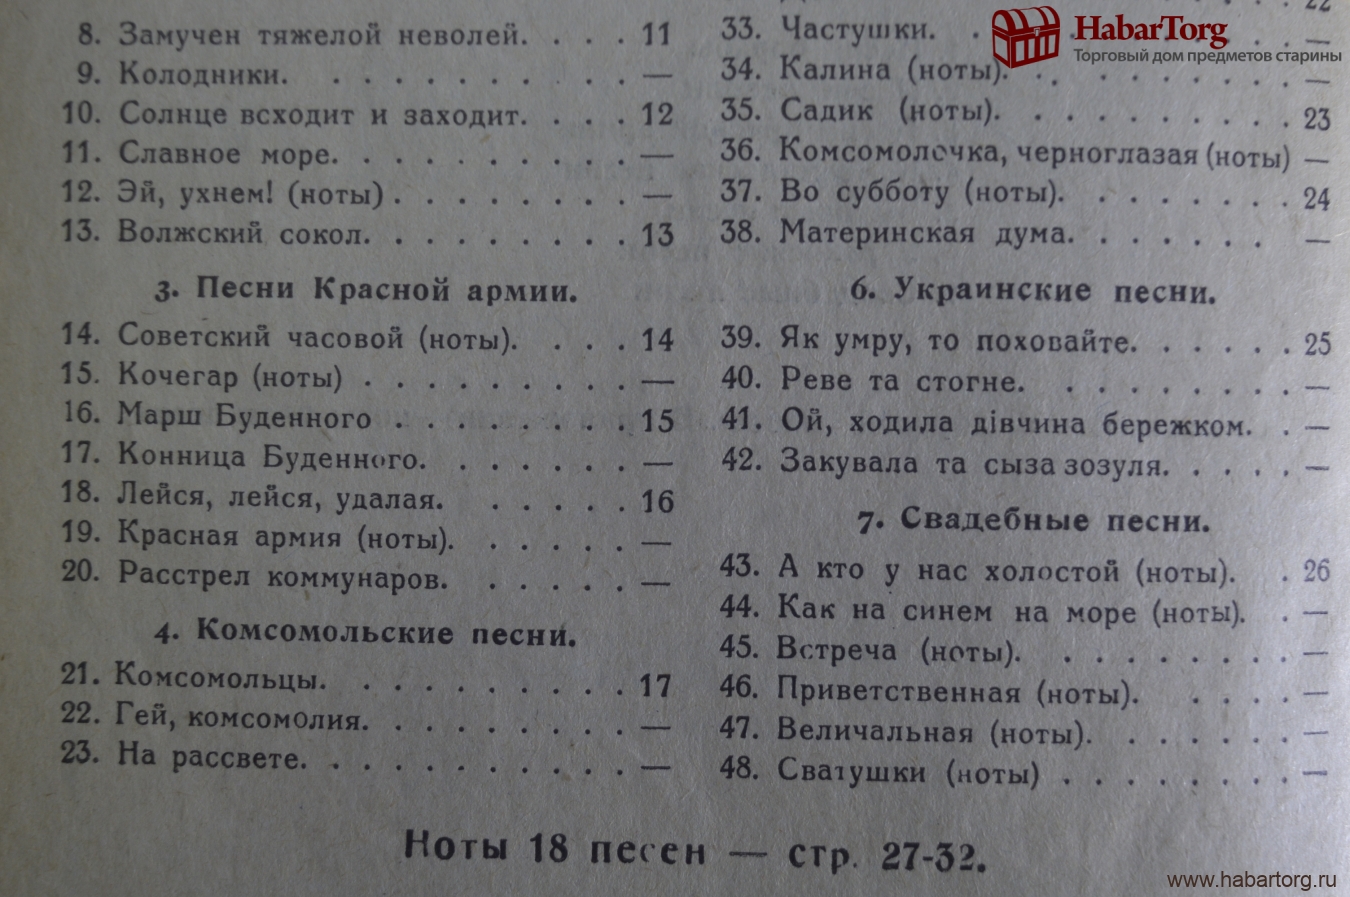 8. Замучен тяжелой неволей. . . . 11
9. Колодники. . . . . . . . . —
10. Солнце всходит и заходит. . . . 12
11. Славное море. . . . . . . . . —
12. Эй, ухнем! (ноты) . . . . . . . . —
13. Волжский сокол. . . . . . . . 13
3. Песни Красной армии.
14. Советский часовой (ноты). . . . 14
15. Кочегар (ноты) . . . . . . . . . —
16. Марш Буденного . . . . . . . . 15
17. Конница Буденного. . . . . . . —
18. Лейся, лейся, удалая. . . . . . 16
19. Красная армия (ноты). . . . . . —
20. Расстрел коммунаров. . . . . . —
4. Комсомольские песни.
21. Комсомольцы. . . . . . . . . . 17
22. Гей, комсомолия. . . . . . . . . —
23. На рассвете. . . . . . . . . . . —
22
33. Частушки. . —
34. Калина (ноты). . . . . . . . . —
35. Садик (ноты). . . . . . . . . . 23
36. Комсомолочка, черноглазая (ноты) —
37. Во субботу (ноты). . . . . . . . 24
38. Материнская дума. . . . . . . —
6. Украинские песни.
39. Як умру, то поховайте. . . . . . 25
40. Реве та стогне. . . . . . . . . —
41. Ой, ходила дівчина бережком. . —
42. Закувала та сыза зозуля. . . . . —
7. Свадебные песни.
43. А кто у нас холостой (ноты). . 26
44. Как на синем на море (ноты). . —
45. Встреча (ноты). . . . . . . . . —
46. Приветственная (ноты). . . . . —
47. Величальная (ноты). . . . . . . —
48. Сватушки (ноты) . . . . . . . . —
Ноты 18 песен — стр. 27-32.
HabarTorg
Торговый дом предметов старины
www.habartorg.ru